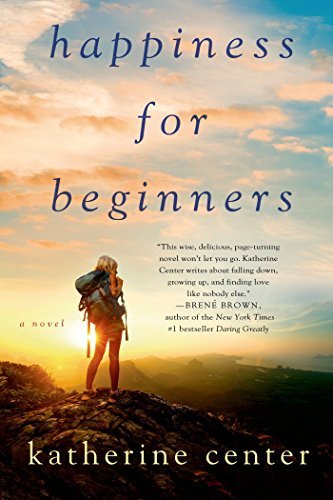 happiness
for
beginners
"This wise, delicious, page-turning
novel won't let you go. Katherine
Center writes about falling down,
growing up, and finding love
like nobody else."
—BRENÉ BROWN,
author of the New York Times
#1 bestseller Daring Greatly
a novel
katherine center